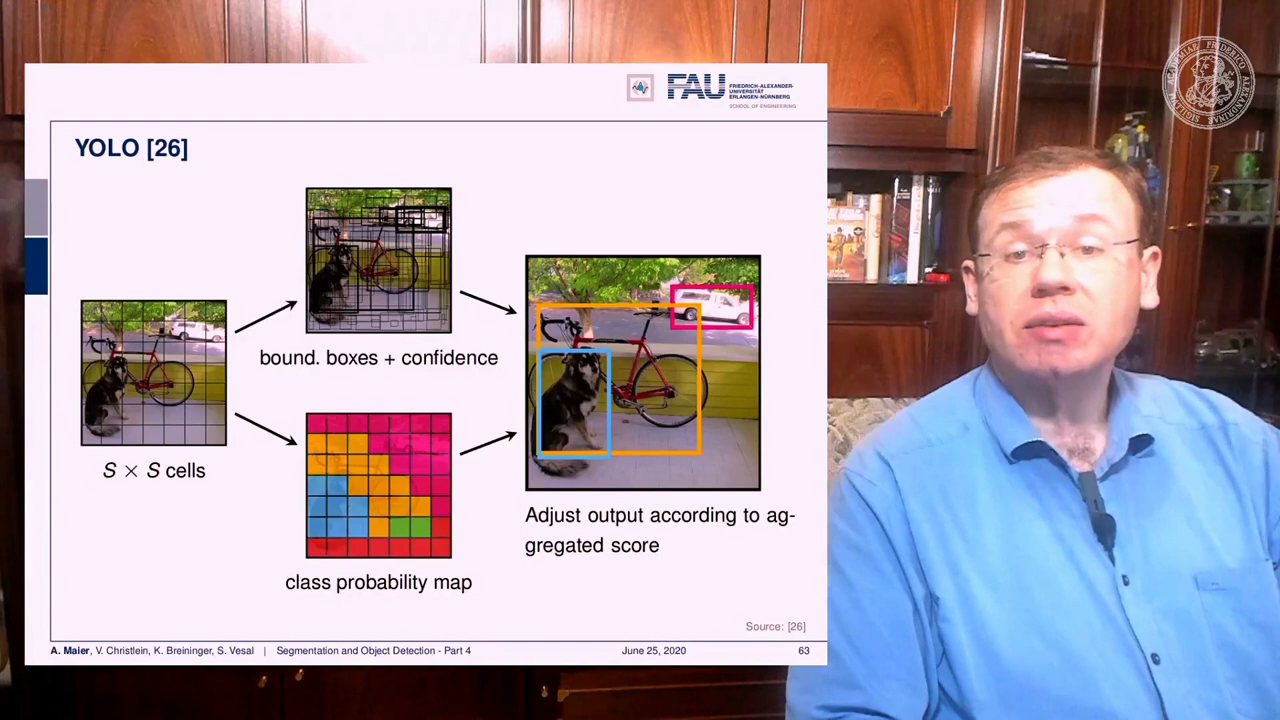 FAU
FRIEDRICH-ALEXANDER-
UNIVERSITÄT
ERLANGEN-NÜRNBERG
SCHOOL OF ENGINEERING
YOLO [26]
bound. boxes + confidence
S × S cells
class probability map
Adjust output according to ag-
gregated score
Source: [26]
A. Maier, V. Christlein, K. Breininger, S. Vesal | Segmentation and Object Detection - Part 4 June 25, 2020 63